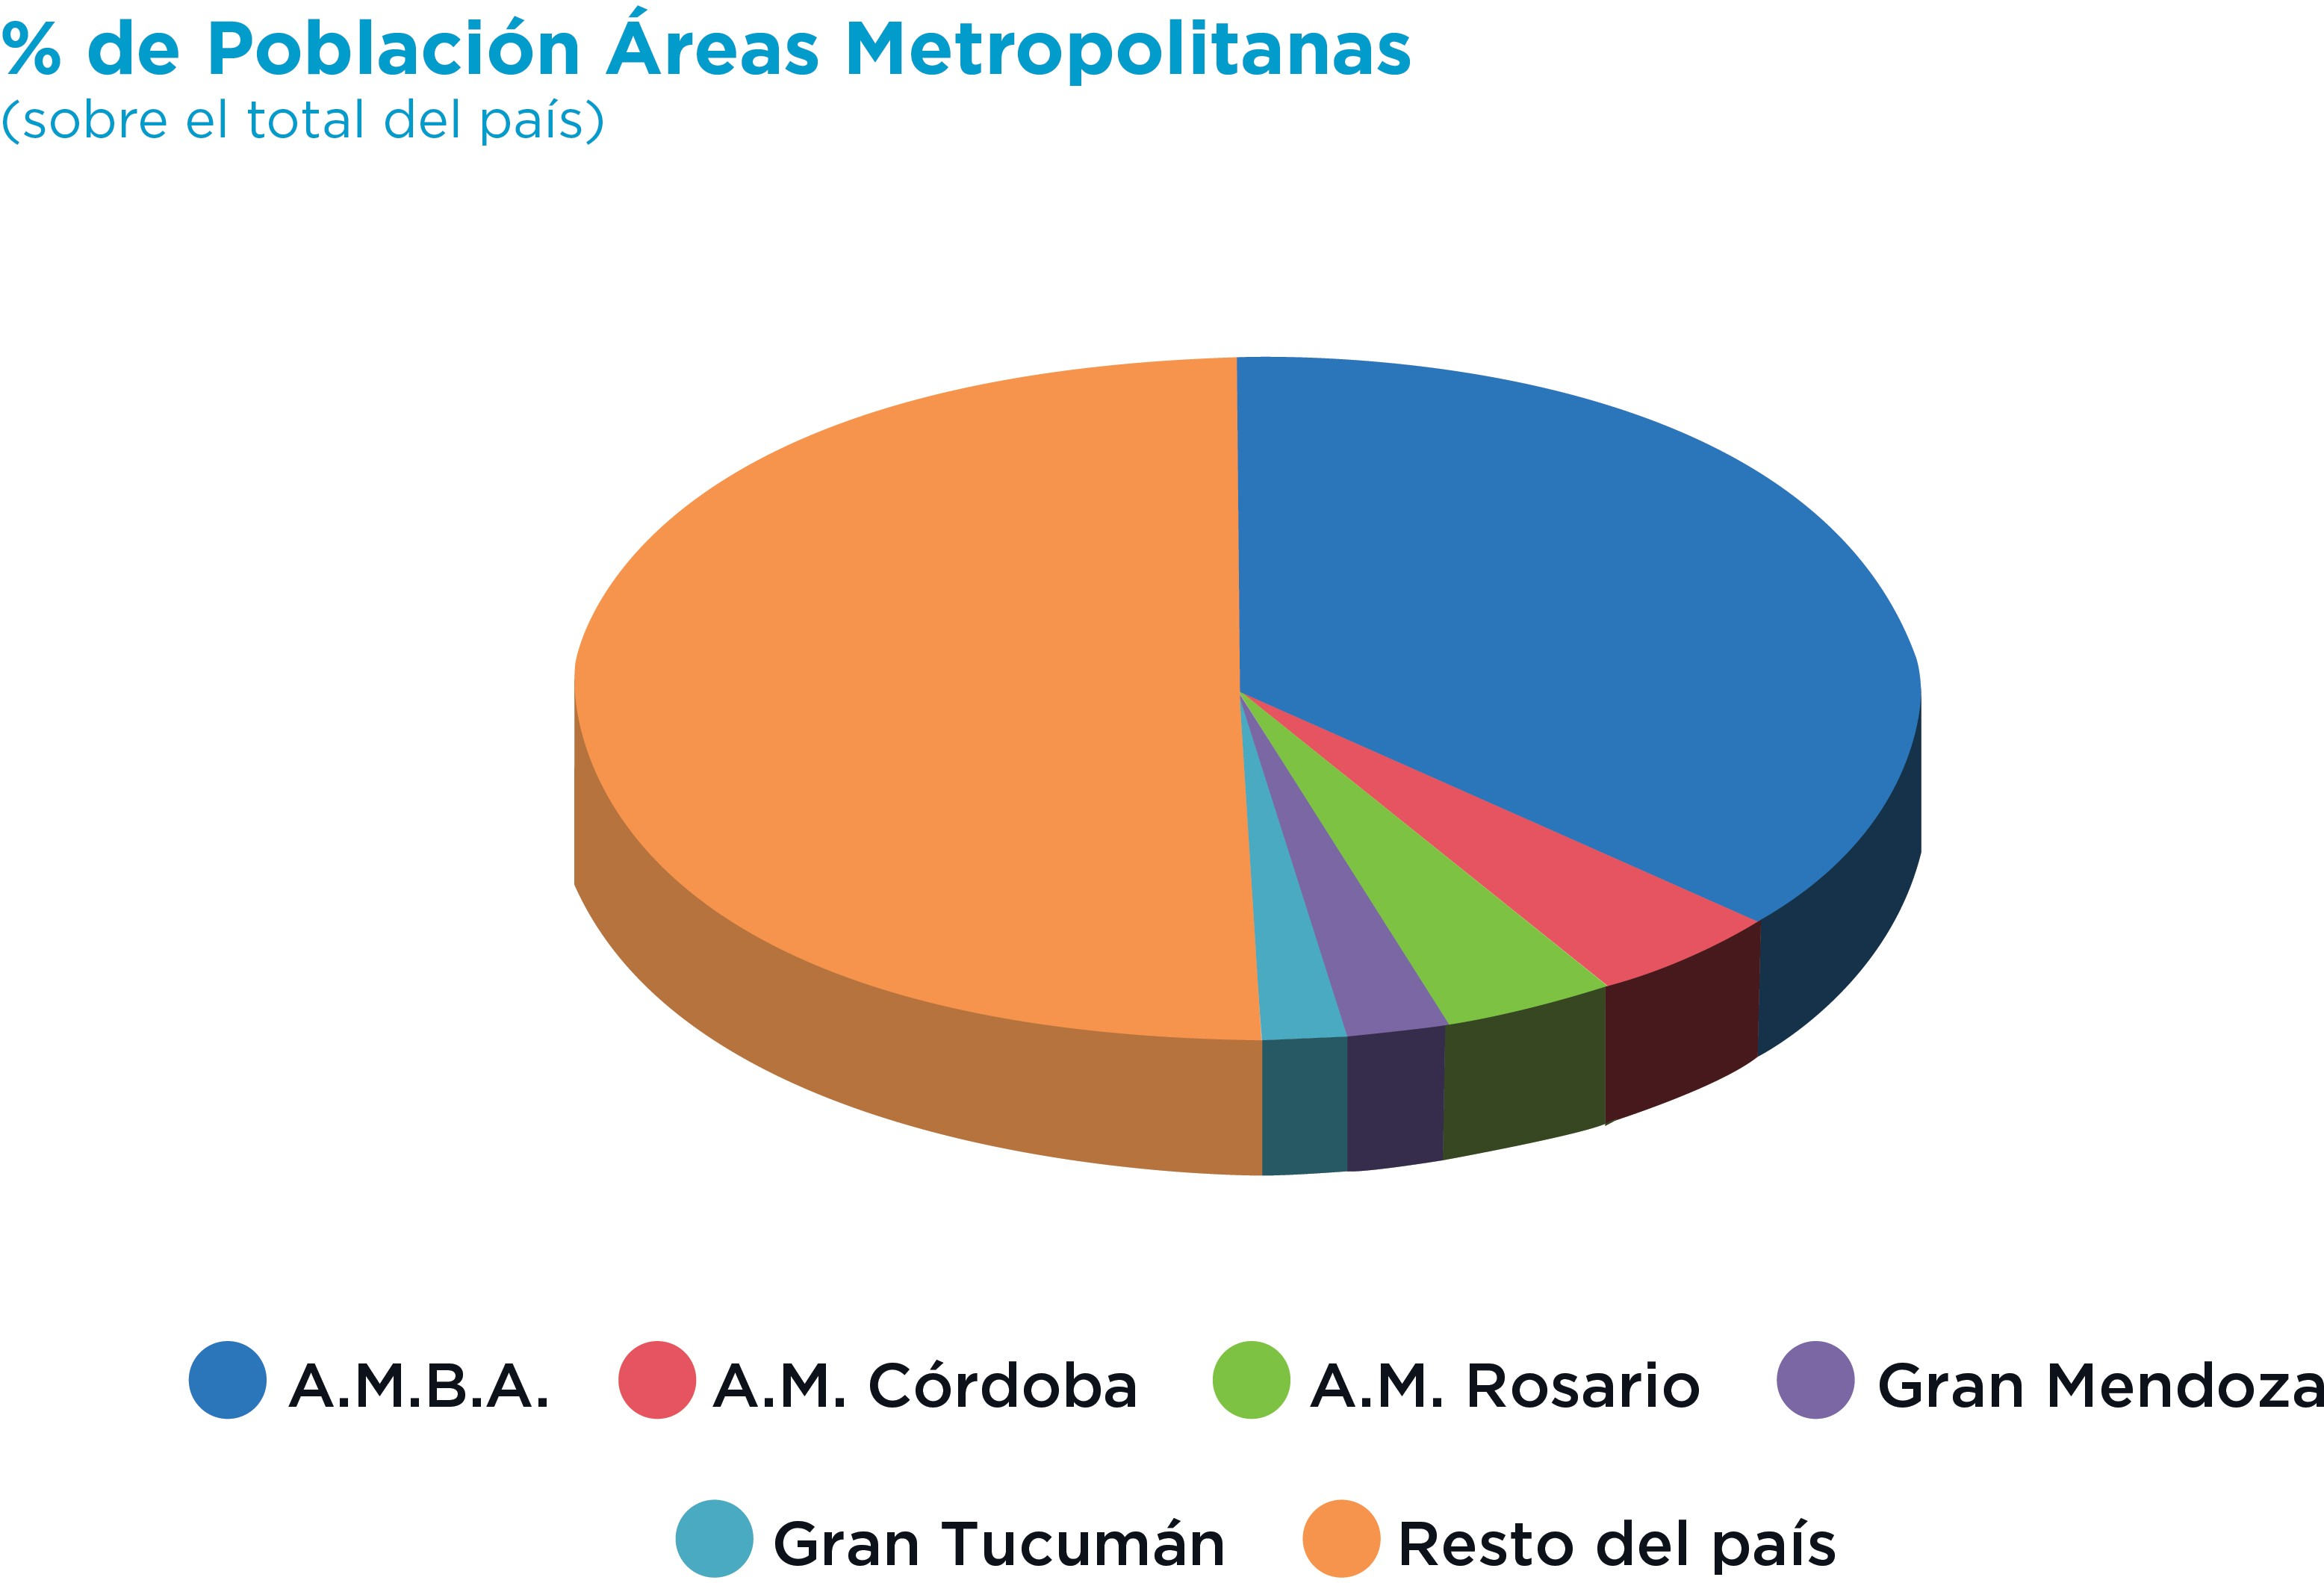 % de Población Áreas Metropolitanas
(sobre el total del país)
A.M.B.A. A.M. Córdoba A.M. Rosario Gran Mendoza
Gran Tucumán Resto del país